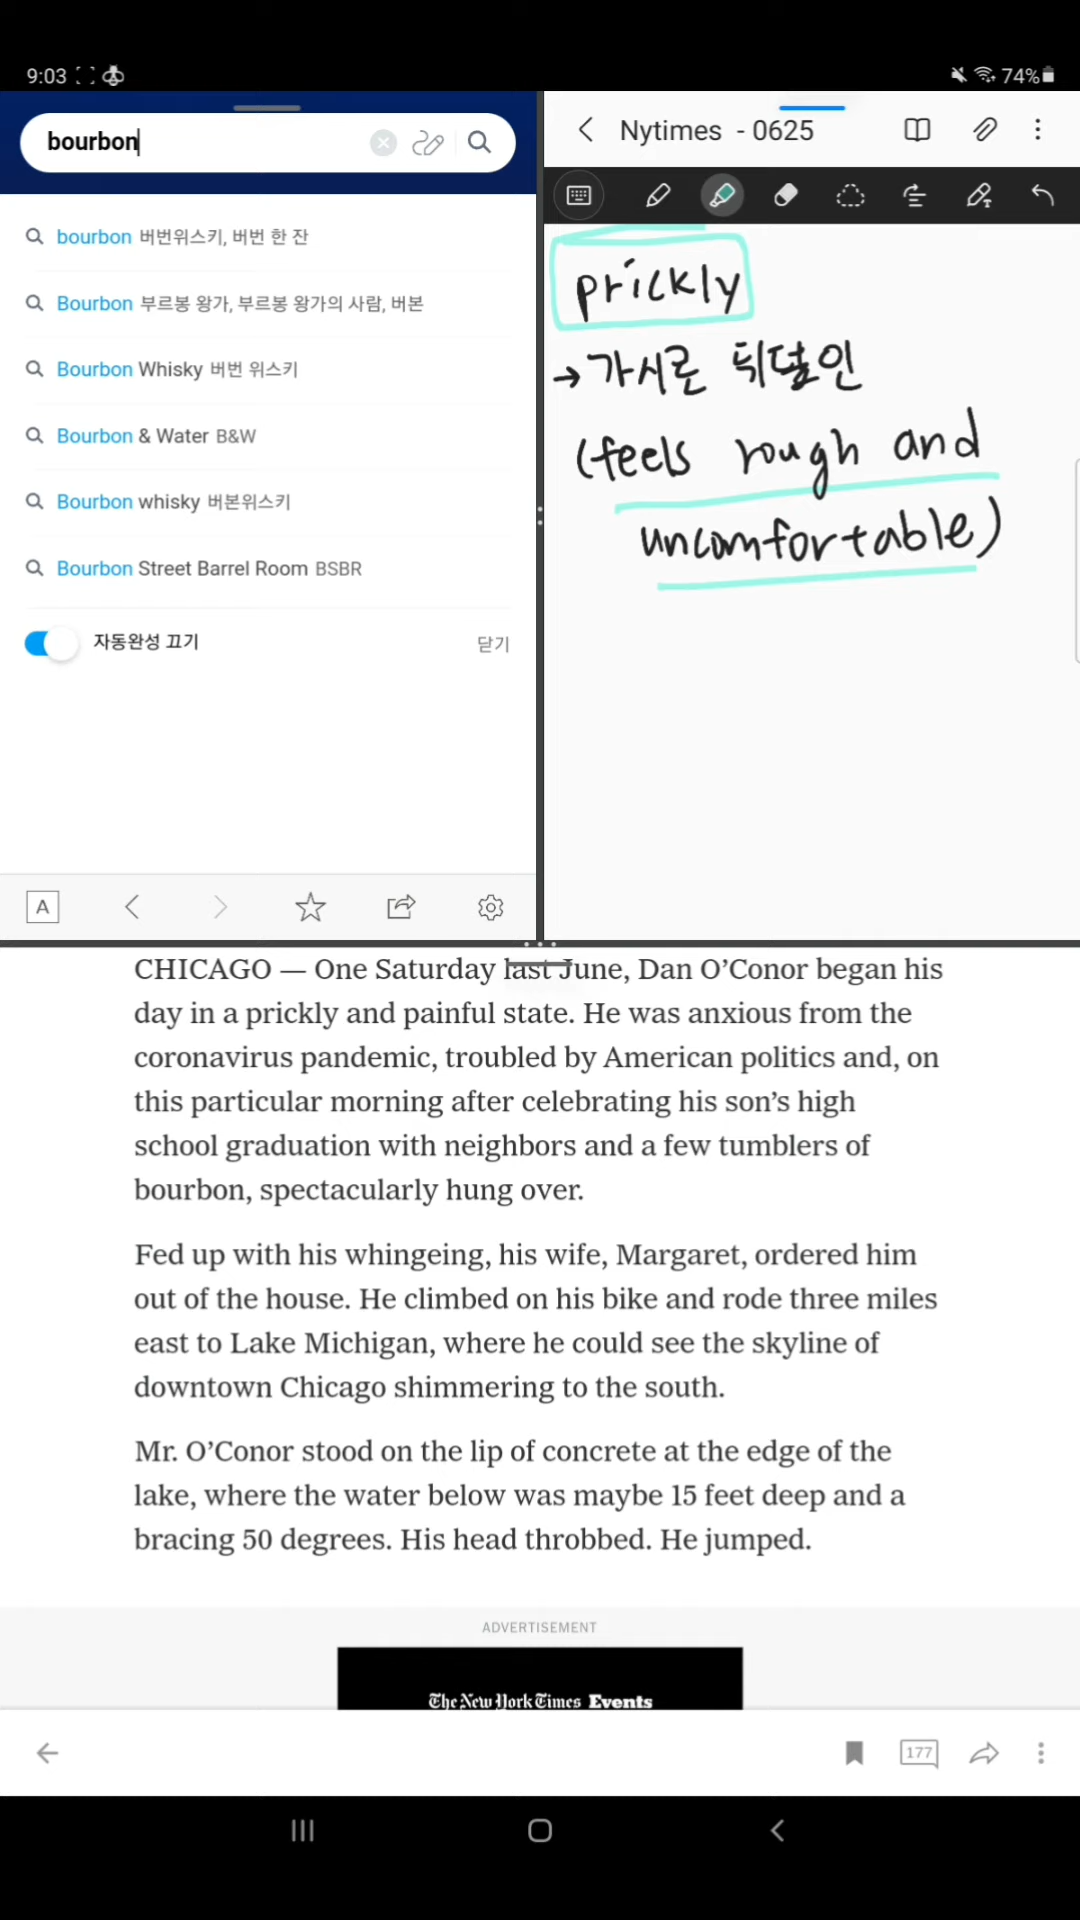 9:03
74%
bourbon
bourbon 버번위스키, 버번 한 잔
Bourbon 부르봉 왕가, 부르봉 왕가의 사람, 버본
Bourbon Whisky 버번 위스키
Bourbon & Water B&W
Bourbon whisky 버본위스키
Bourbon Street Barrel Room BSBR
자동완성 끄기
닫기
A
Nytimes - 0625
prickly
→ 가시로 뒤덮인
(feels rough and
uncomfortable)
CHICAGO — One Saturday last June, Dan O’Conor began his
day in a prickly and painful state. He was anxious from the
coronavirus pandemic, troubled by American politics and, on
this particular morning after celebrating his son’s high
school graduation with neighbors and a few tumblers of
bourbon, spectacularly hung over.
Fed up with his whingeing, his wife, Margaret, ordered him
out of the house. He climbed on his bike and rode three miles
east to Lake Michigan, where he could see the skyline of
downtown Chicago shimmering to the south.
Mr. O’Conor stood on the lip of concrete at the edge of the
lake, where the water below was maybe 15 feet deep and a
bracing 50 degrees. His head throbbed. He jumped.
ADVERTISEMENT
The New York Times Events
177